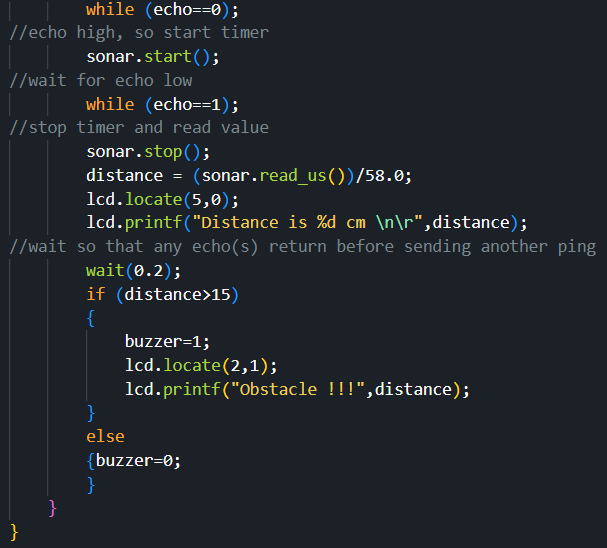 while (echo==0);
//echo high, so start timer
sonar.start();
//wait for echo low
while (echo==1);
//stop timer and read value
sonar.stop();
distance = (sonar.read_us())/58.0;
lcd.locate(5,0);
lcd.printf("Distance is %d cm \n\r",distance);
//wait so that any echo(s) return before sending another ping
wait(0.2);
if (distance>15)
{
buzzer=1;
lcd.locate(2,1);
lcd.printf("Obstacle !!!",distance);
}
else
{buzzer=0;
}
}
}